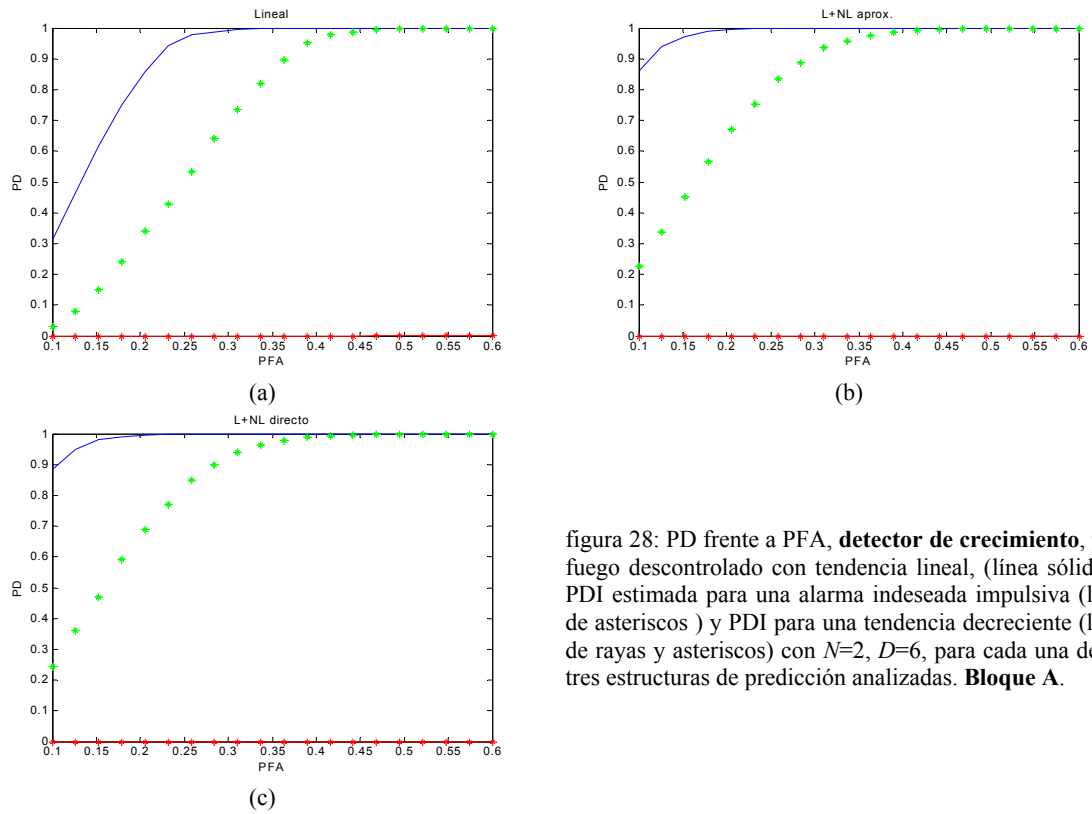 Lineal
1
0.9
0.8
0.7
0.6
0.5
0.4
0.3
0.2
0.1
0
PD
0.1 0.15 0.2 0.25 0.3 0.35 0.4 0.45 0.5 0.55 0.6
PFA
(a)
L+NL aprox.
1
0.9
0.8
0.7
0.6
0.5
0.4
0.3
0.2
0.1
0
PD
0.1 0.15 0.2 0.25 0.3 0.35 0.4 0.45 0.5 0.55 0.6
PFA
(b)
L+NL directo
1
0.9
0.8
0.7
0.6
0.5
0.4
0.3
0.2
0.1
0
PD
0.1 0.15 0.2 0.25 0.3 0.35 0.4 0.45 0.5 0.55 0.6
PFA
(c)
figura 28: PD frente a PFA, detector de crecimiento,
fuego descontrolado con tendencia lineal, (línea sólid
PDI estimada para una alarma indeseada impulsiva (l
de asteriscos ) y PDI para una tendencia decreciente (l
de rayas y asteriscos) con N=2, D=6, para cada una de
tres estructuras de predicción analizadas. Bloque A.